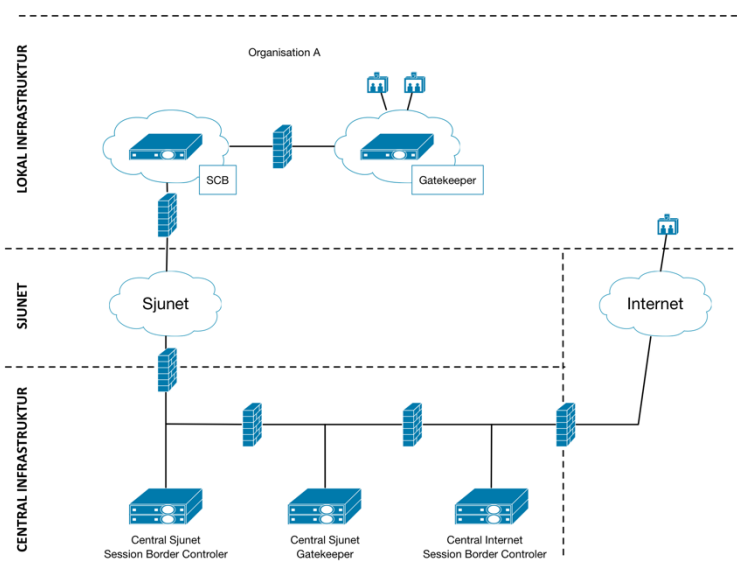 LOKAL INFRASTRUKTUR
Organisation A
SCB
Gatekeeper
SJUNET
Sjunet
Internet
CENTRAL INFRASTRUKTUR
Central Sjunet
Session Border Controler
Central Sjunet
Gatekeeper
Central Internet
Session Border Controler